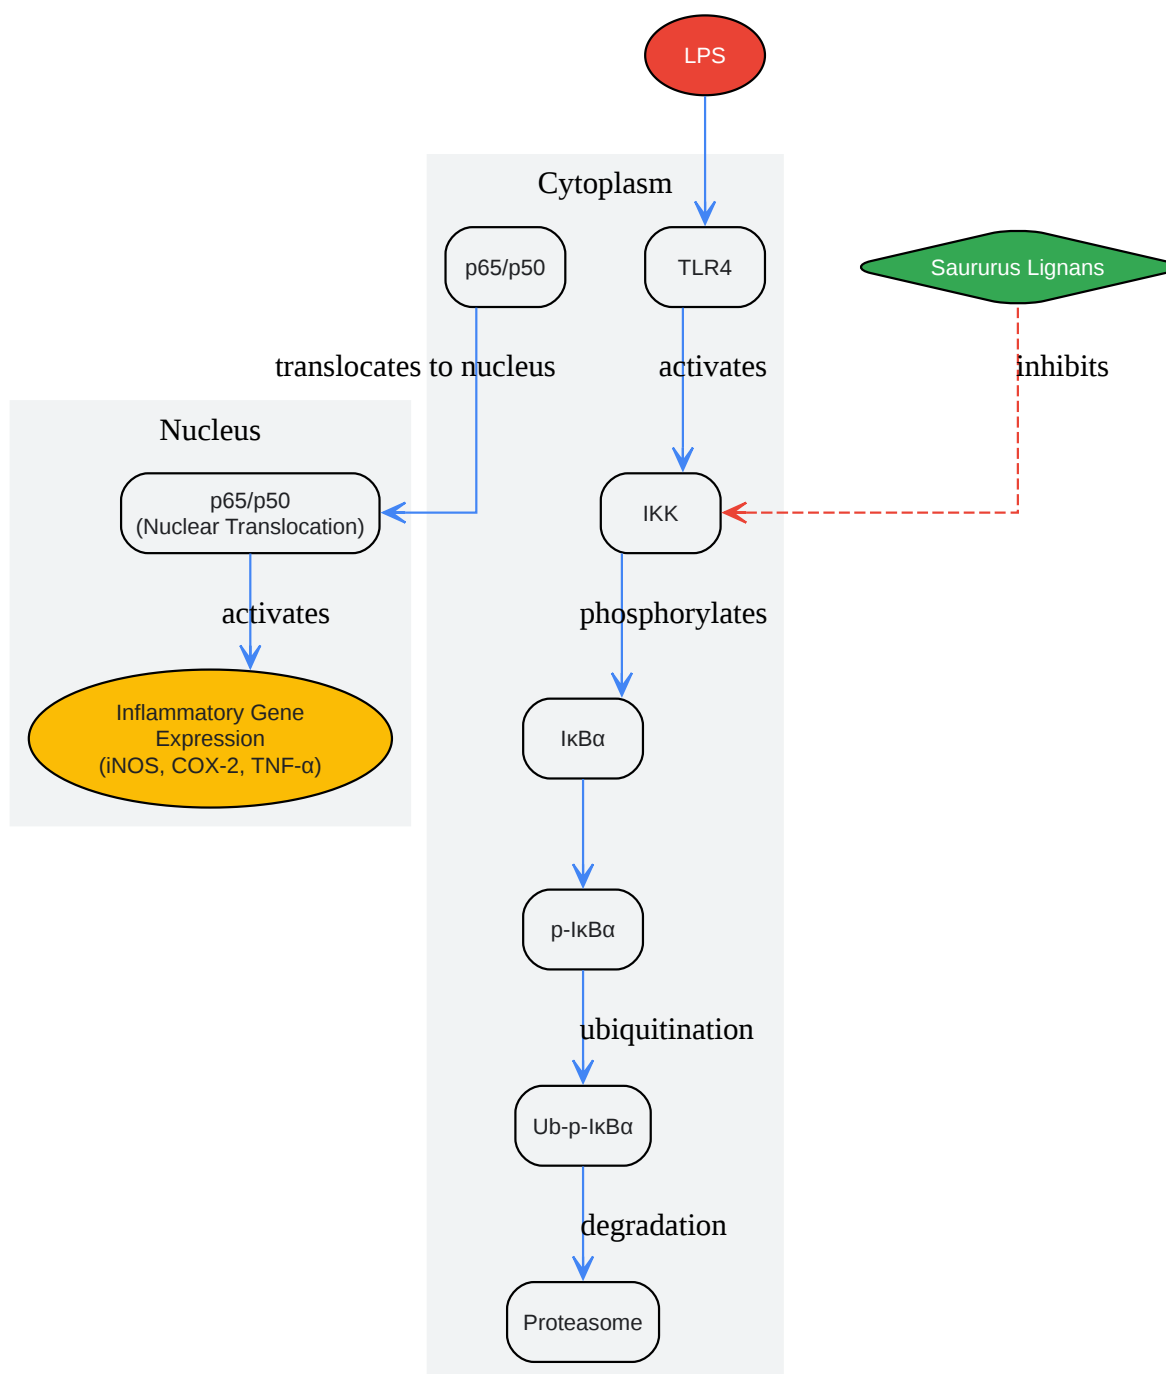 LPS
Cytoplasm
p65/p50
TLR4
Saururus Lignans
translocates to nucleus
activates
inhibits
Nucleus
p65/p50
(Nuclear Translocation)
IKK
activates
phosphorylates
Inflammatory Gene
Expression
(iNOS, COX-2, TNF-α)
IκBα
p-IκBα
ubiquitination
Ub-p-IκBα
degradation
Proteasome